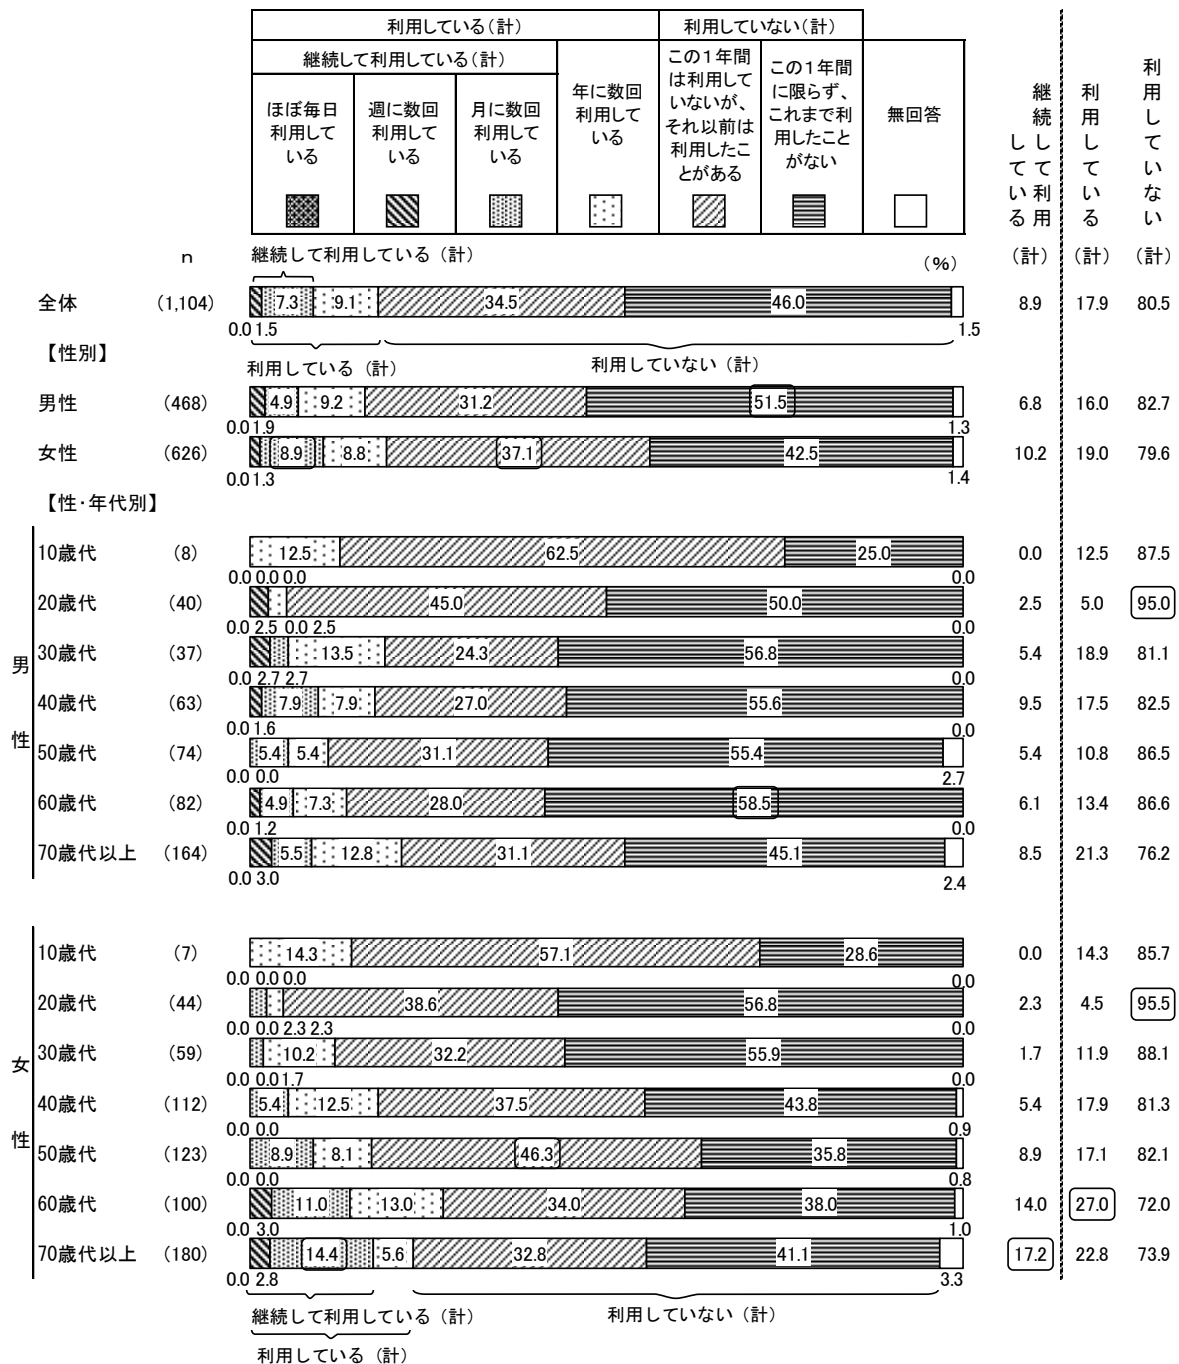 利用している(計)
利用していない(計)
継続して利用している(計)
ほぼ毎日
利用して
いる
週に数回
利用して
いる
月に数回
利用して
いる
年に数回
利用して
いる
この1年間
は利用して
いないが、
それ以前は
利用したこ
とがある
この1年間
に限らず、
これまで利
用したこと
がない
無回答
継続して利用
している
(計)
利用している
(計)
利用していない
(計)
n
継続して利用している(計)
(%)
全体 (1,104) 7.3 9.1 34.5 46.0 8.9 17.9 80.5
0.0 1.5 1.5
【性別】
利用している(計) 利用していない(計)
男性 (468) 4.9 9.2 31.2 51.5 6.8 16.0 82.7
0.0 1.9 1.3
女性 (626) 8.9 8.8 37.1 42.5 10.2 19.0 79.6
0.0 1.3 1.4
【性・年代別】
男性
10歳代 (8) 12.5 62.5 25.0 0.0 12.5 87.5
0.0 0.0 0.0 0.0
20歳代 (40) 45.0 50.0 2.5 5.0 95.0
0.0 2.5 0.0 2.5 0.0
30歳代 (37) 13.5 24.3 56.8 5.4 18.9 81.1
0.0 2.7 2.7 0.0
40歳代 (63) 7.9 7.9 27.0 55.6 9.5 17.5 82.5
0.0 1.6 0.0
50歳代 (74) 5.4 5.4 31.1 55.4 5.4 10.8 86.5
0.0 0.0 2.7
60歳代 (82) 4.9 7.3 28.0 58.5 6.1 13.4 86.6
0.0 1.2 0.0
70歳代以上 (164) 5.5 12.8 31.1 45.1 8.5 21.3 76.2
0.0 3.0 2.4
女性
10歳代 (7) 14.3 57.1 28.6 0.0 14.3 85.7
0.0 0.0 0.0 0.0
20歳代 (44) 38.6 56.8 2.3 4.5 95.5
0.0 0.0 2.3 2.3 0.0
30歳代 (59) 10.2 32.2 55.9 1.7 11.9 88.1
0.0 0.0 1.7 0.0
40歳代 (112) 5.4 12.5 37.5 43.8 5.4 17.9 81.3
0.0 0.0 0.9
50歳代 (123) 8.9 8.1 46.3 35.8 8.9 17.1 82.1
0.0 0.0 0.8
60歳代 (100) 11.0 13.0 34.0 38.0 14.0 27.0 72.0
0.0 3.0 1.0
70歳代以上 (180) 14.4 5.6 32.8 41.1 17.2 22.8 73.9
0.0 2.8 3.3
継続して利用している(計) 利用していない(計)
利用している(計)